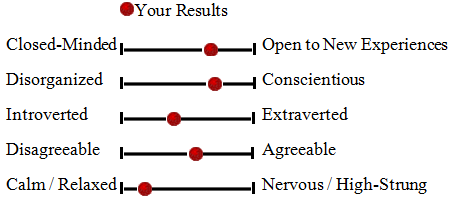 Your Results
Closed-Minded Open to New Experiences
Disorganized Conscientious
Introverted Extraverted
Disagreeable Agreeable
Calm / Relaxed Nervous / High-Strung